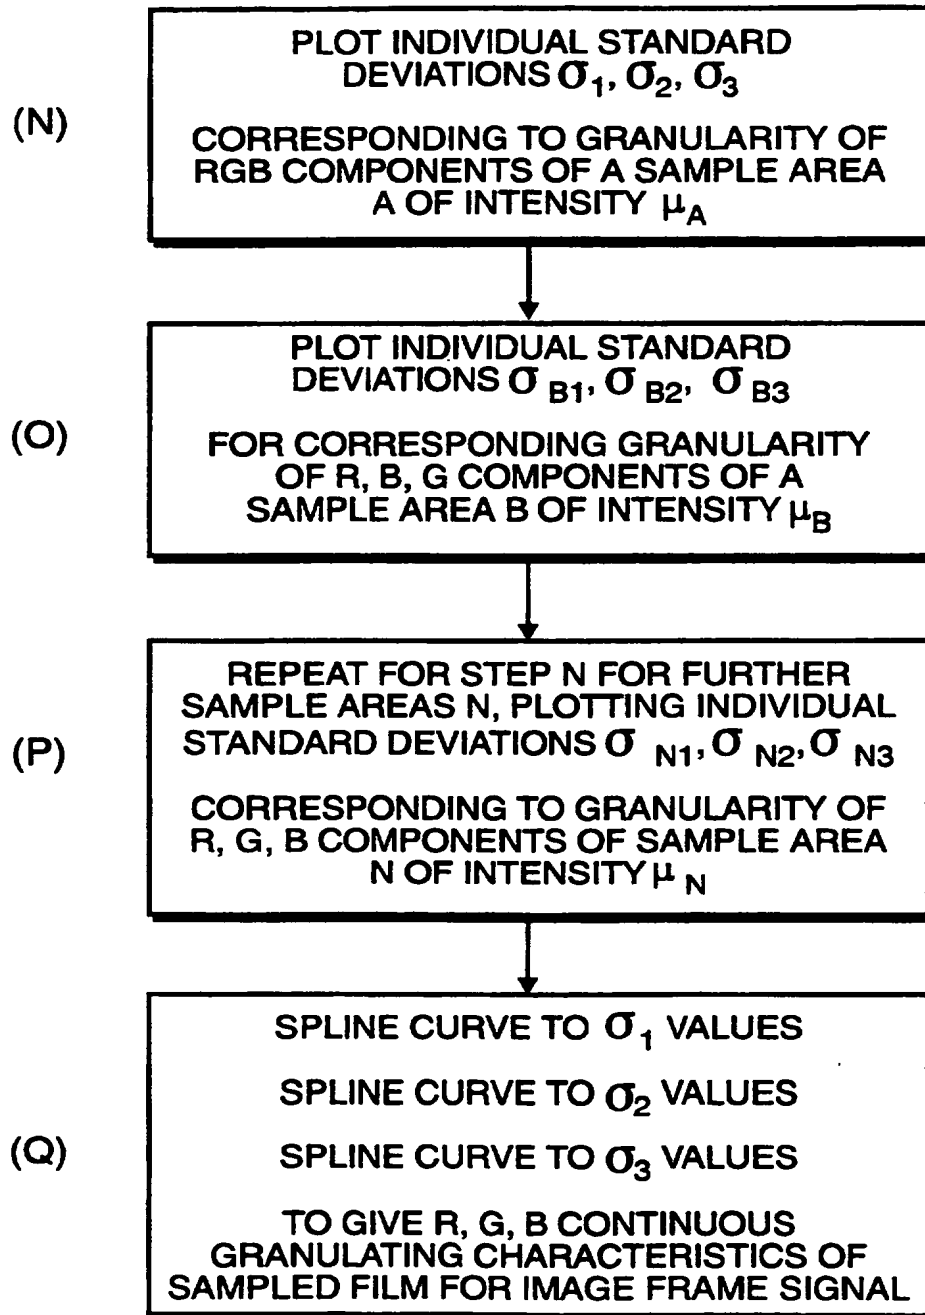 (N)
PLOT INDIVIDUAL STANDARD
DEVIATIONS σ1, σ2, σ3
CORRESPONDING TO GRANULARITY OF
RGB COMPONENTS OF A SAMPLE AREA
A OF INTENSITY μA
(O)
PLOT INDIVIDUAL STANDARD
DEVIATIONS σ B1, σ B2, σ B3
FOR CORRESPONDING GRANULARITY
OF R, B, G COMPONENTS OF A
SAMPLE AREA B OF INTENSITY μB
(P)
REPEAT FOR STEP N FOR FURTHER
SAMPLE AREAS N, PLOTTING INDIVIDUAL
STANDARD DEVIATIONS σ N1, σ N2, σ N3
CORRESPONDING TO GRANULARITY OF
R, G, B COMPONENTS OF SAMPLE AREA
N OF INTENSITY μ N
(Q)
SPLINE CURVE TO σ1 VALUES
SPLINE CURVE TO σ2 VALUES
SPLINE CURVE TO σ3 VALUES
TO GIVE R, G, B CONTINUOUS
GRANULATING CHARACTERISTICS OF
SAMPLED FILM FOR IMAGE FRAME SIGNAL